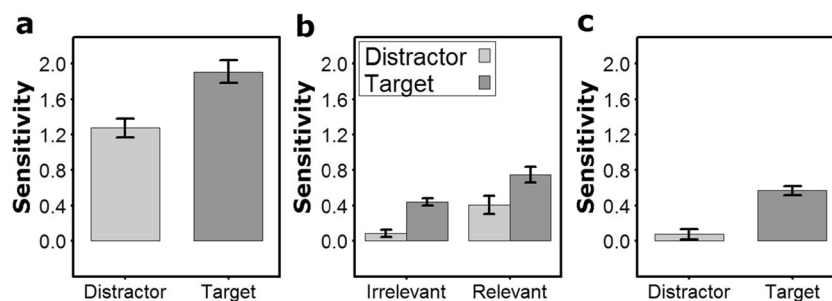 a
Sensitivity
2.0
1.6
1.2
0.8
0.4
0.0
Distractor Target
b
Sensitivity
2.0
1.6
1.2
0.8
0.4
0.0
Distractor
Target
Irrelevant Relevant
c
Sensitivity
2.0
1.6
1.2
0.8
0.4
0.0
Distractor Target